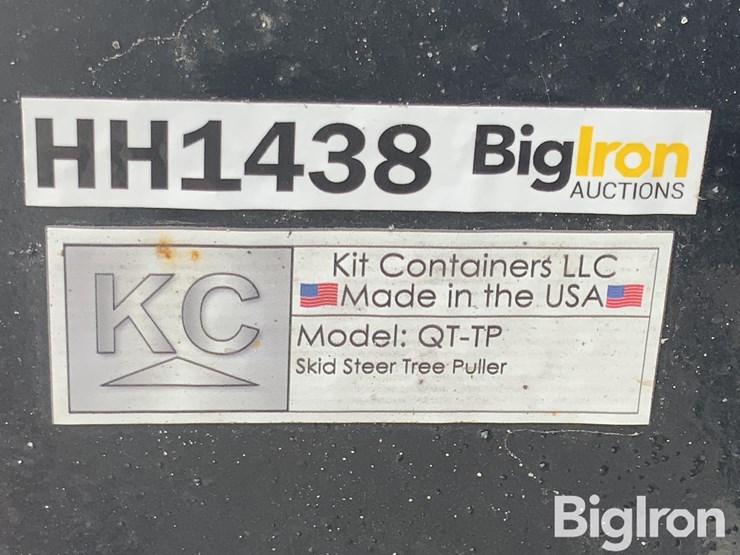 HH1438 BigIron
AUCTIONS
KC
Kit Containers LLC
Made in the USA
Model: QT-TP
Skid Steer Tree Puller
BigIron